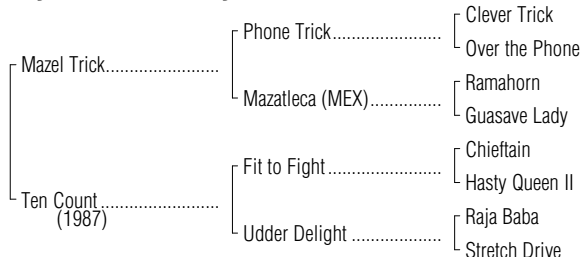 Clever Trick
Phone Trick..................
Over the Phone
Mazel Trick.......................
Ramahorn
Mazatleca (MEX)...............
Guasave Lady
Chieftain
Fit to Fight ....................
Hasty Queen II
Ten Count........................
(1987)
Raja Baba
Udder Delight ..................
Stretch Drive